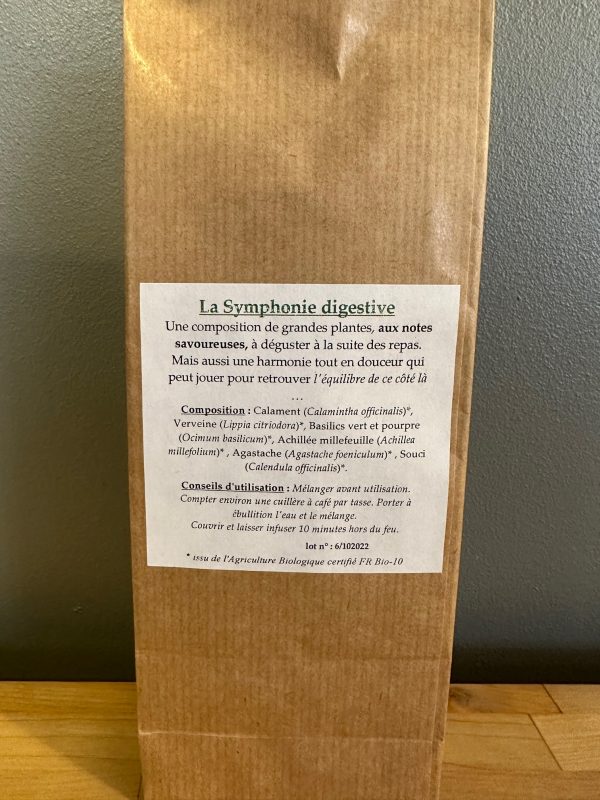 La Symphonie digestive
Une composition de grandes plantes, aux notes
savoureuses, à déguster à la suite des repas.
Mais aussi une harmonie tout en douceur qui
peut jouer pour retrouver l'équilibre de ce côté là
...
Composition : Calament (Calamintha officinalis)*,
Verveine (Lippia citriodora)*, Basilics vert et pourpre
(Ocimum basilicum)*, Achillée millefeuille (Achillea
millefolium)* , Agastache (Agastache foeniculum)* , Souci
(Calendula officinalis)*.
Conseils d'utilisation : Mélanger avant utilisation.
Compter environ une cuillère à café par tasse. Porter à
ébullition l'eau et le mélange.
Couvrir et laisser infuser 10 minutes hors du feu.
lot n° : 6/102022
* issu de l'Agriculture Biologique certifié FR Bio-10